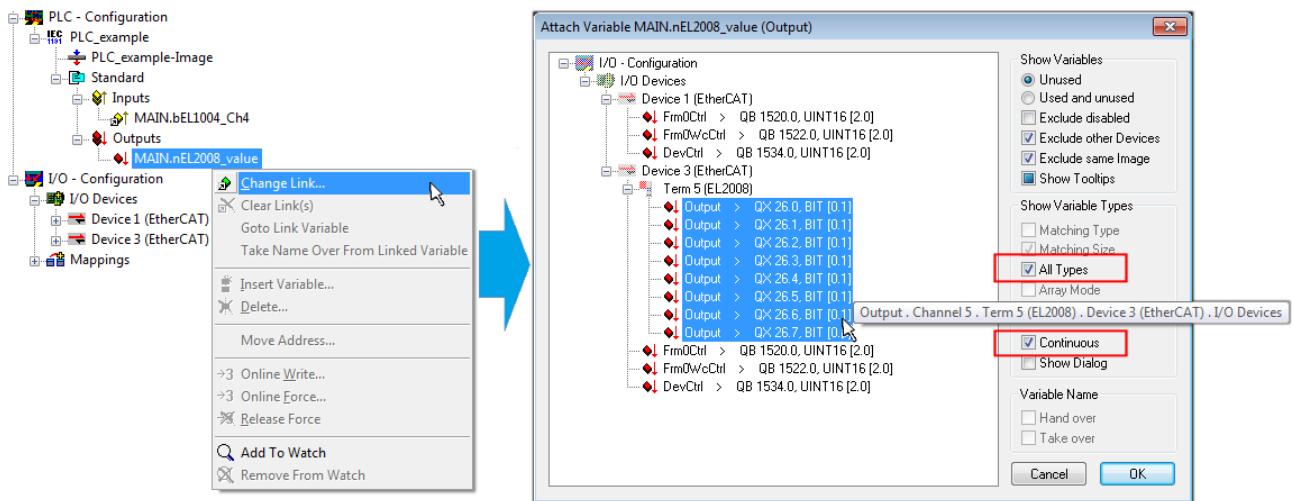 PLC - Configuration
IEC 1131 PLC_example
PLC_example-Image
Standard
Inputs
MAIN.bEL1004_Ch4
Outputs
MAIN.nEL2008_value
I/O - Configuration
I/O Devices
Device 1 (EtherCAT)
Device 3 (EtherCAT)
Mappings
Change Link...
Clear Link(s)
Goto Link Variable
Take Name Over From Linked Variable
Insert Variable...
Delete...
Move Address...
Online Write...
Online Force...
Release Force
Add To Watch
Remove From Watch
Attach Variable MAIN.nEL2008_value (Output)
I/O - Configuration
I/O Devices
Device 1 (EtherCAT)
Frm0Ctrl > QB 1520.0, UINT16 [2.0]
Frm0WcCtrl > QB 1522.0, UINT16 [2.0]
DevCtrl > QB 1534.0, UINT16 [2.0]
Device 3 (EtherCAT)
Term 5 (EL2008)
Output > QX 26.0, BIT [0.1]
Output > QX 26.1, BIT [0.1]
Output > QX 26.2, BIT [0.1]
Output > QX 26.3, BIT [0.1]
Output > QX 26.4, BIT [0.1]
Output > QX 26.5, BIT [0.1]
Output > QX 26.6, BIT [0.1]
Output > QX 26.7, BIT [0.1]
Frm0Ctrl > QB 1520.0, UINT16 [2.0]
Frm0WcCtrl > QB 1522.0, UINT16 [2.0]
DevCtrl > QB 1534.0, UINT16 [2.0]
Show Variables
Unused
Used and unused
Exclude disabled
Exclude other Devices
Exclude same Image
Show Tooltips
Show Variable Types
Matching Type
Matching Size
All Types
Array Mode
Output . Channel 5 . Term 5 (EL2008) . Device 3 (EtherCAT) . I/O Devices
Continuous
Show Dialog
Variable Name
Hand over
Take over
Cancel
OK